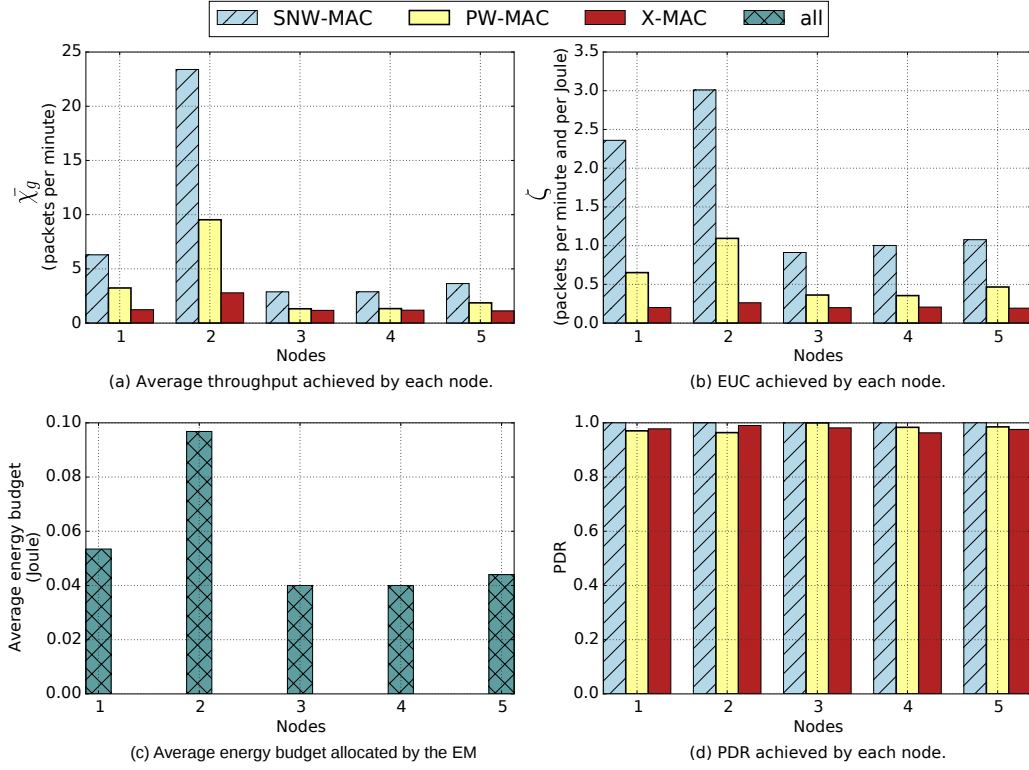 SNW-MAC PW-MAC X-MAC all
25
20
15
10
5
0
χ̄g
(packets per minute)
1 2 3 4 5
Nodes
(a) Average throughput achieved by each node.
3.5
3.0
2.5
2.0
1.5
1.0
0.5
0.0
ζ
(packets per minute and per Joule)
1 2 3 4 5
Nodes
(b) EUC achieved by each node.
0.10
0.08
0.06
0.04
0.02
0.00
Average energy budget
(Joule)
1 2 3 4 5
Nodes
(c) Average energy budget allocated by the EM
1.0
0.8
0.6
0.4
0.2
0.0
PDR
1 2 3 4 5
Nodes
(d) PDR achieved by each node.